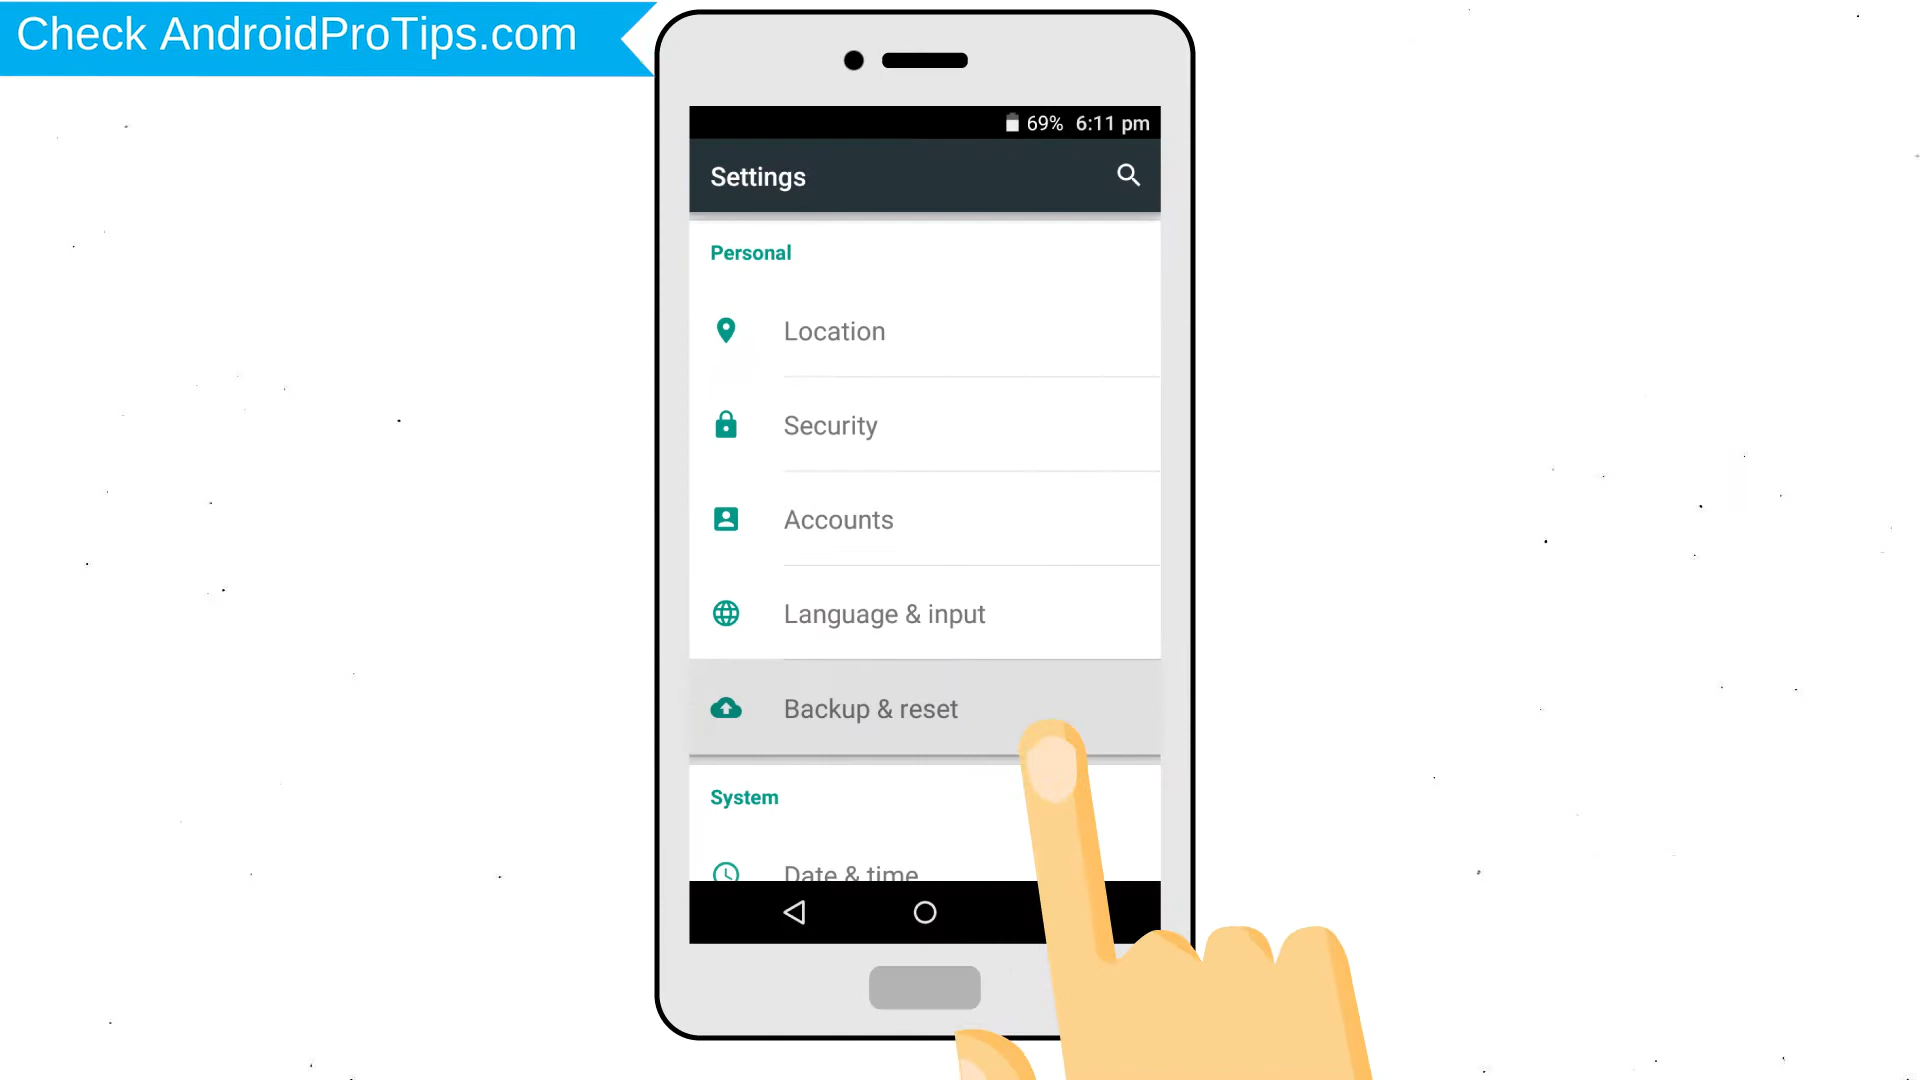 Check AndroidProTips.com
69% 6:11 pm
Settings
Personal
Location
Security
Accounts
Language & input
Backup & reset
System
Date & time